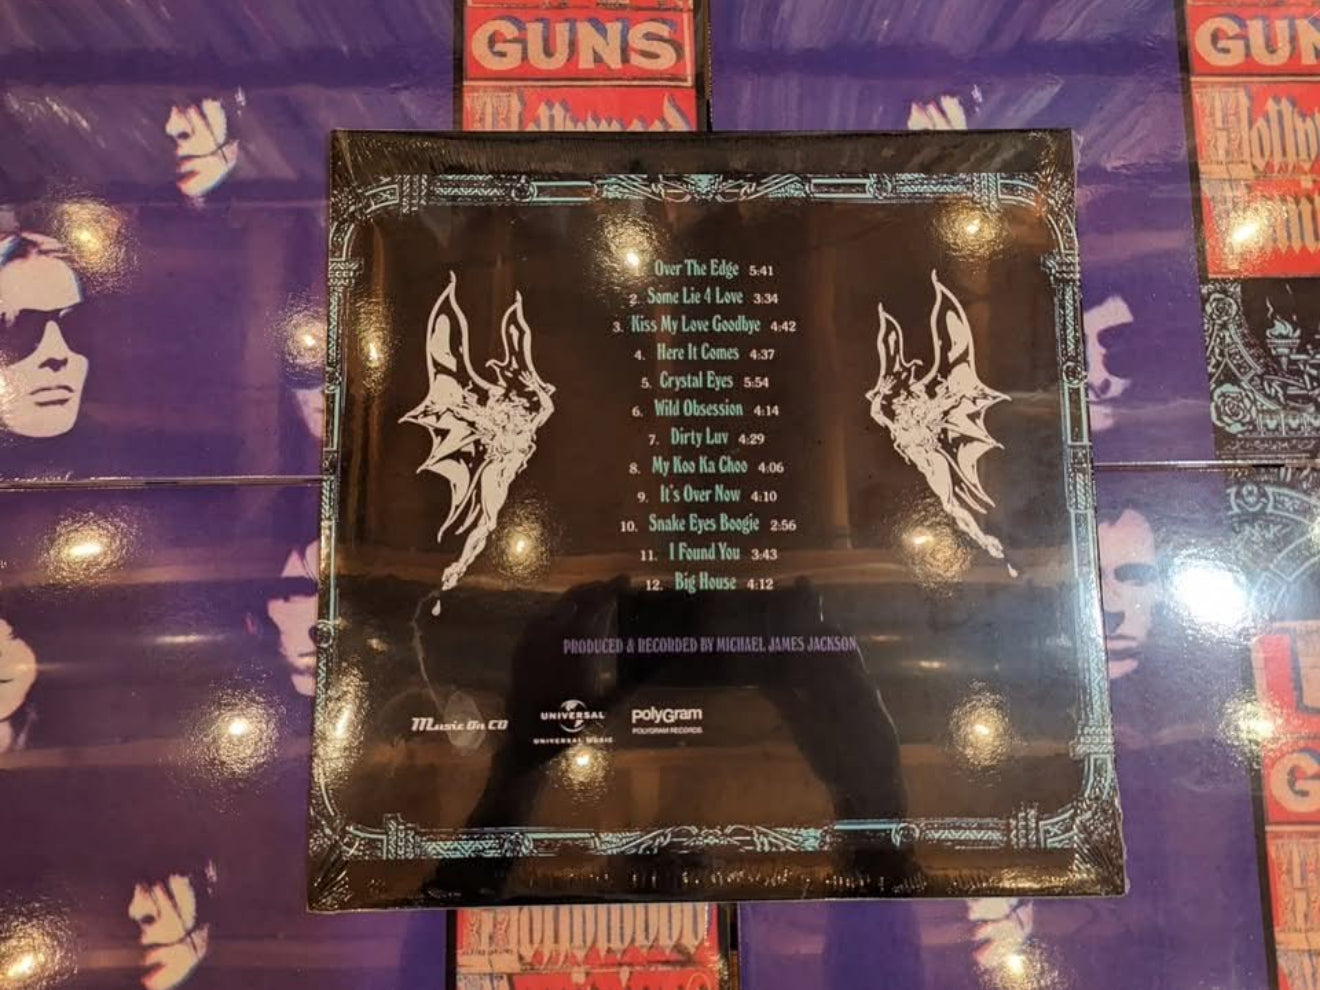 GUNS
GUN
Hollywood
Hollyw
1. Over The Edge 5:41
2. Some Lie 4 Love 3:34
3. Kiss My Love Goodbye 4:42
4. Here It Comes 4:37
5. Crystal Eyes 5:54
6. Wild Obsession 4:14
7. Dirty Luv 4:29
8. My Koo Ka Choo 4:06
9. It's Over Now 4:10
10. Snake Eyes Boogie 2:56
11. I Found You 3:43
12. Big House 4:12
PRODUCED & RECORDED BY MICHAEL JAMES JACKSON
Music On CD
UNIVERSAL
UNIVERSAL MUSIC
polyGram
POLYGRAM RECORDS
L
G
Hollywood